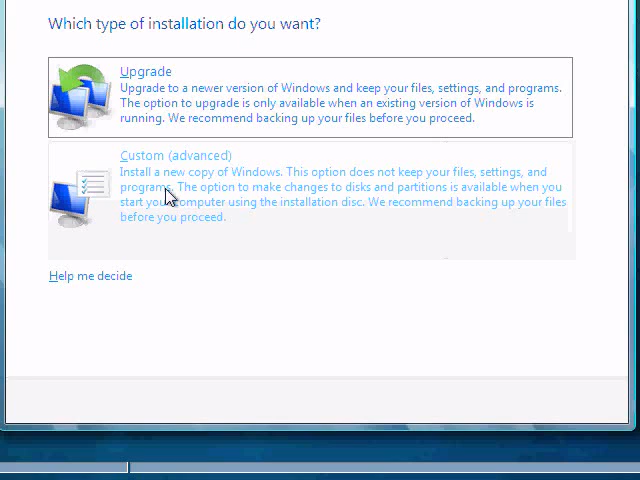 Which type of installation do you want?
Upgrade
Upgrade to a newer version of Windows and keep your files, settings, and programs.
The option to upgrade is only available when an existing version of Windows is
running. We recommend backing up your files before you proceed.
Custom (advanced)
Install a new copy of Windows. This option does not keep your files, settings, and
programs. The option to make changes to disks and partitions is available when you
start your computer using the installation disc. We recommend backing up your files
before you proceed.
Help me decide